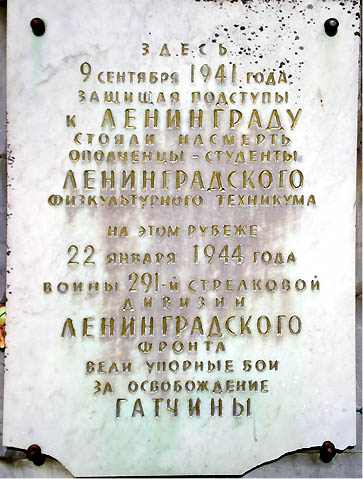 ЗДЕСЬ
9 СЕНТЯБРЯ 1941 ГОДА
ЗАЩИЩАЯ ПОДСТУПЫ
К ЛЕНИНГРАДУ
СТОЯЛИ НАСМЕРТЬ
ОПОЛЧЕНЦЫ-СТУДЕНТЫ
ЛЕНИНГРАДСКОГО
ФИЗКУЛЬТУРНОГО ТЕХНИКУМА
НА ЭТОМ РУБЕЖЕ
22 ЯНВАРЯ 1944 ГОДА
ВОИНЫ 291-Й СТРЕЛКОВОЙ
ДИВИЗИИ
ЛЕНИНГРАДСКОГО
ФРОНТА
ВЕЛИ УПОРНЫЕ БОИ
ЗА ОСВОБОЖДЕНИЕ
ГАТЧИНЫ